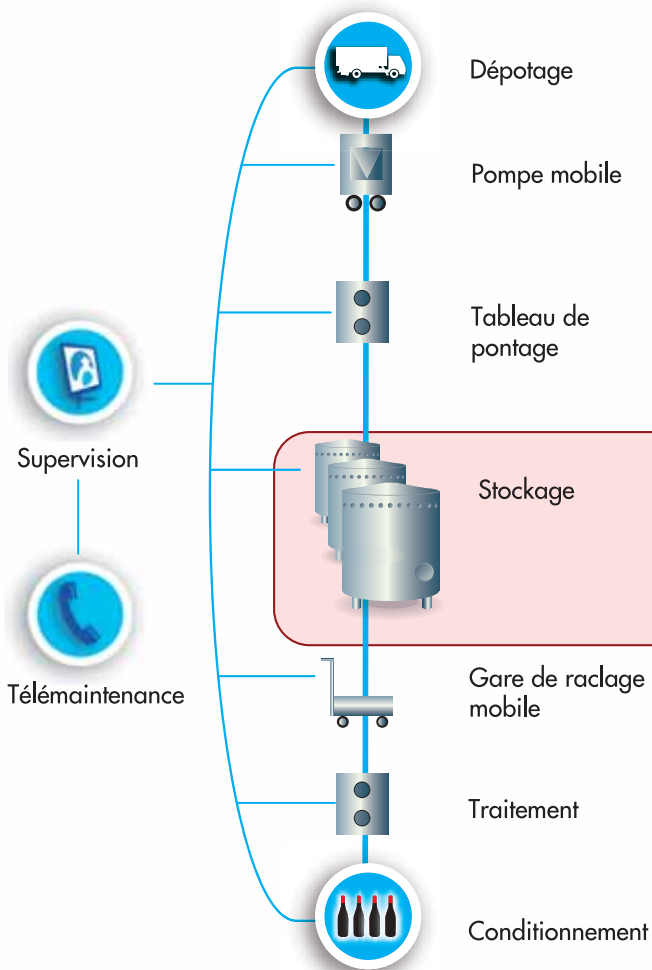 Dépotage
Pompe mobile
Tableau de
pontage
Supervision
Stockage
Télémaintenance
Gare de raclage
mobile
Traitement
Conditionnement